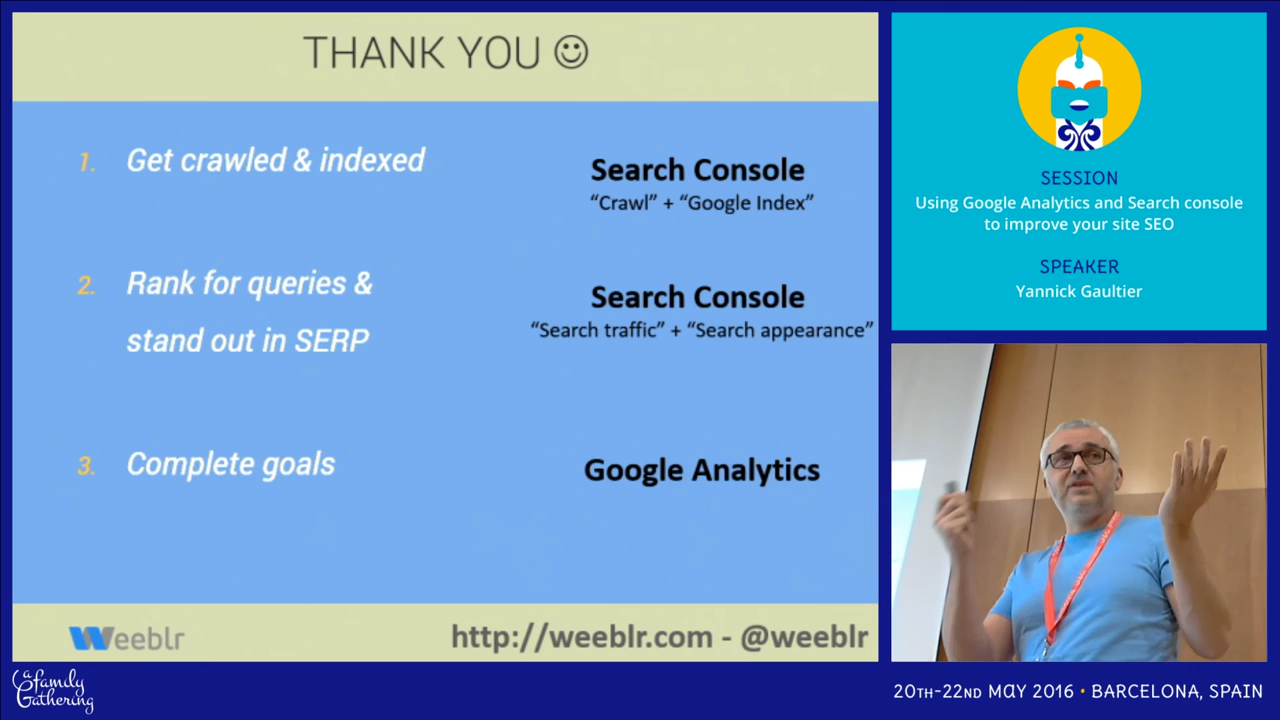 THANK YOU ☺
1. Get crawled & indexed
Search Console
“Crawl” + “Google Index”
2. Rank for queries &
stand out in SERP
Search Console
“Search traffic” + “Search appearance”
3. Complete goals
Google Analytics
Weeblr
http://weeblr.com - @weeblr
SESSION
Using Google Analytics and Search console
to improve your site SEO
SPEAKER
Yannick Gaultier
a family
Gathering
20TH-22ND MAY 2016 • BARCELONA, SPAIN